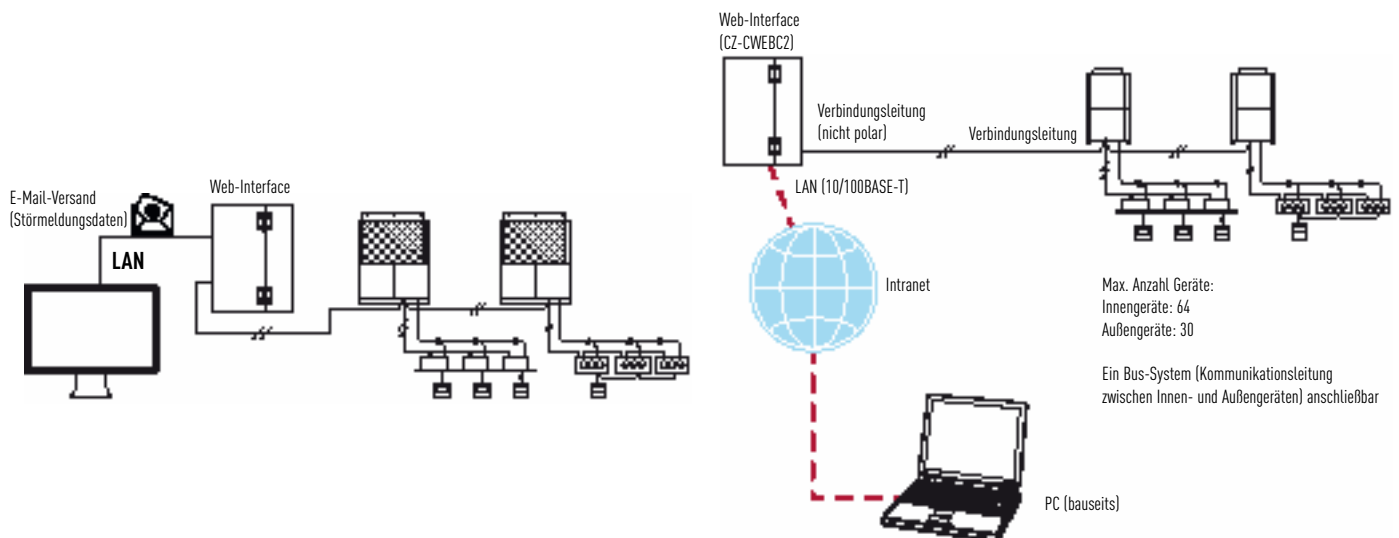 E-Mail-Versand
(Störmeldungsdaten)
Web-Interface
LAN
Web-Interface
(CZ-CWEBC2)
Verbindungsleitung
(nicht polar)
Verbindungsleitung
LAN (10/100BASE-T)
Intranet
Max. Anzahl Geräte:
Innengeräte: 64
Außengeräte: 30
Ein Bus-System (Kommunikationsleitung
zwischen Innen- und Außengeräten) anschließbar
PC (bauseits)